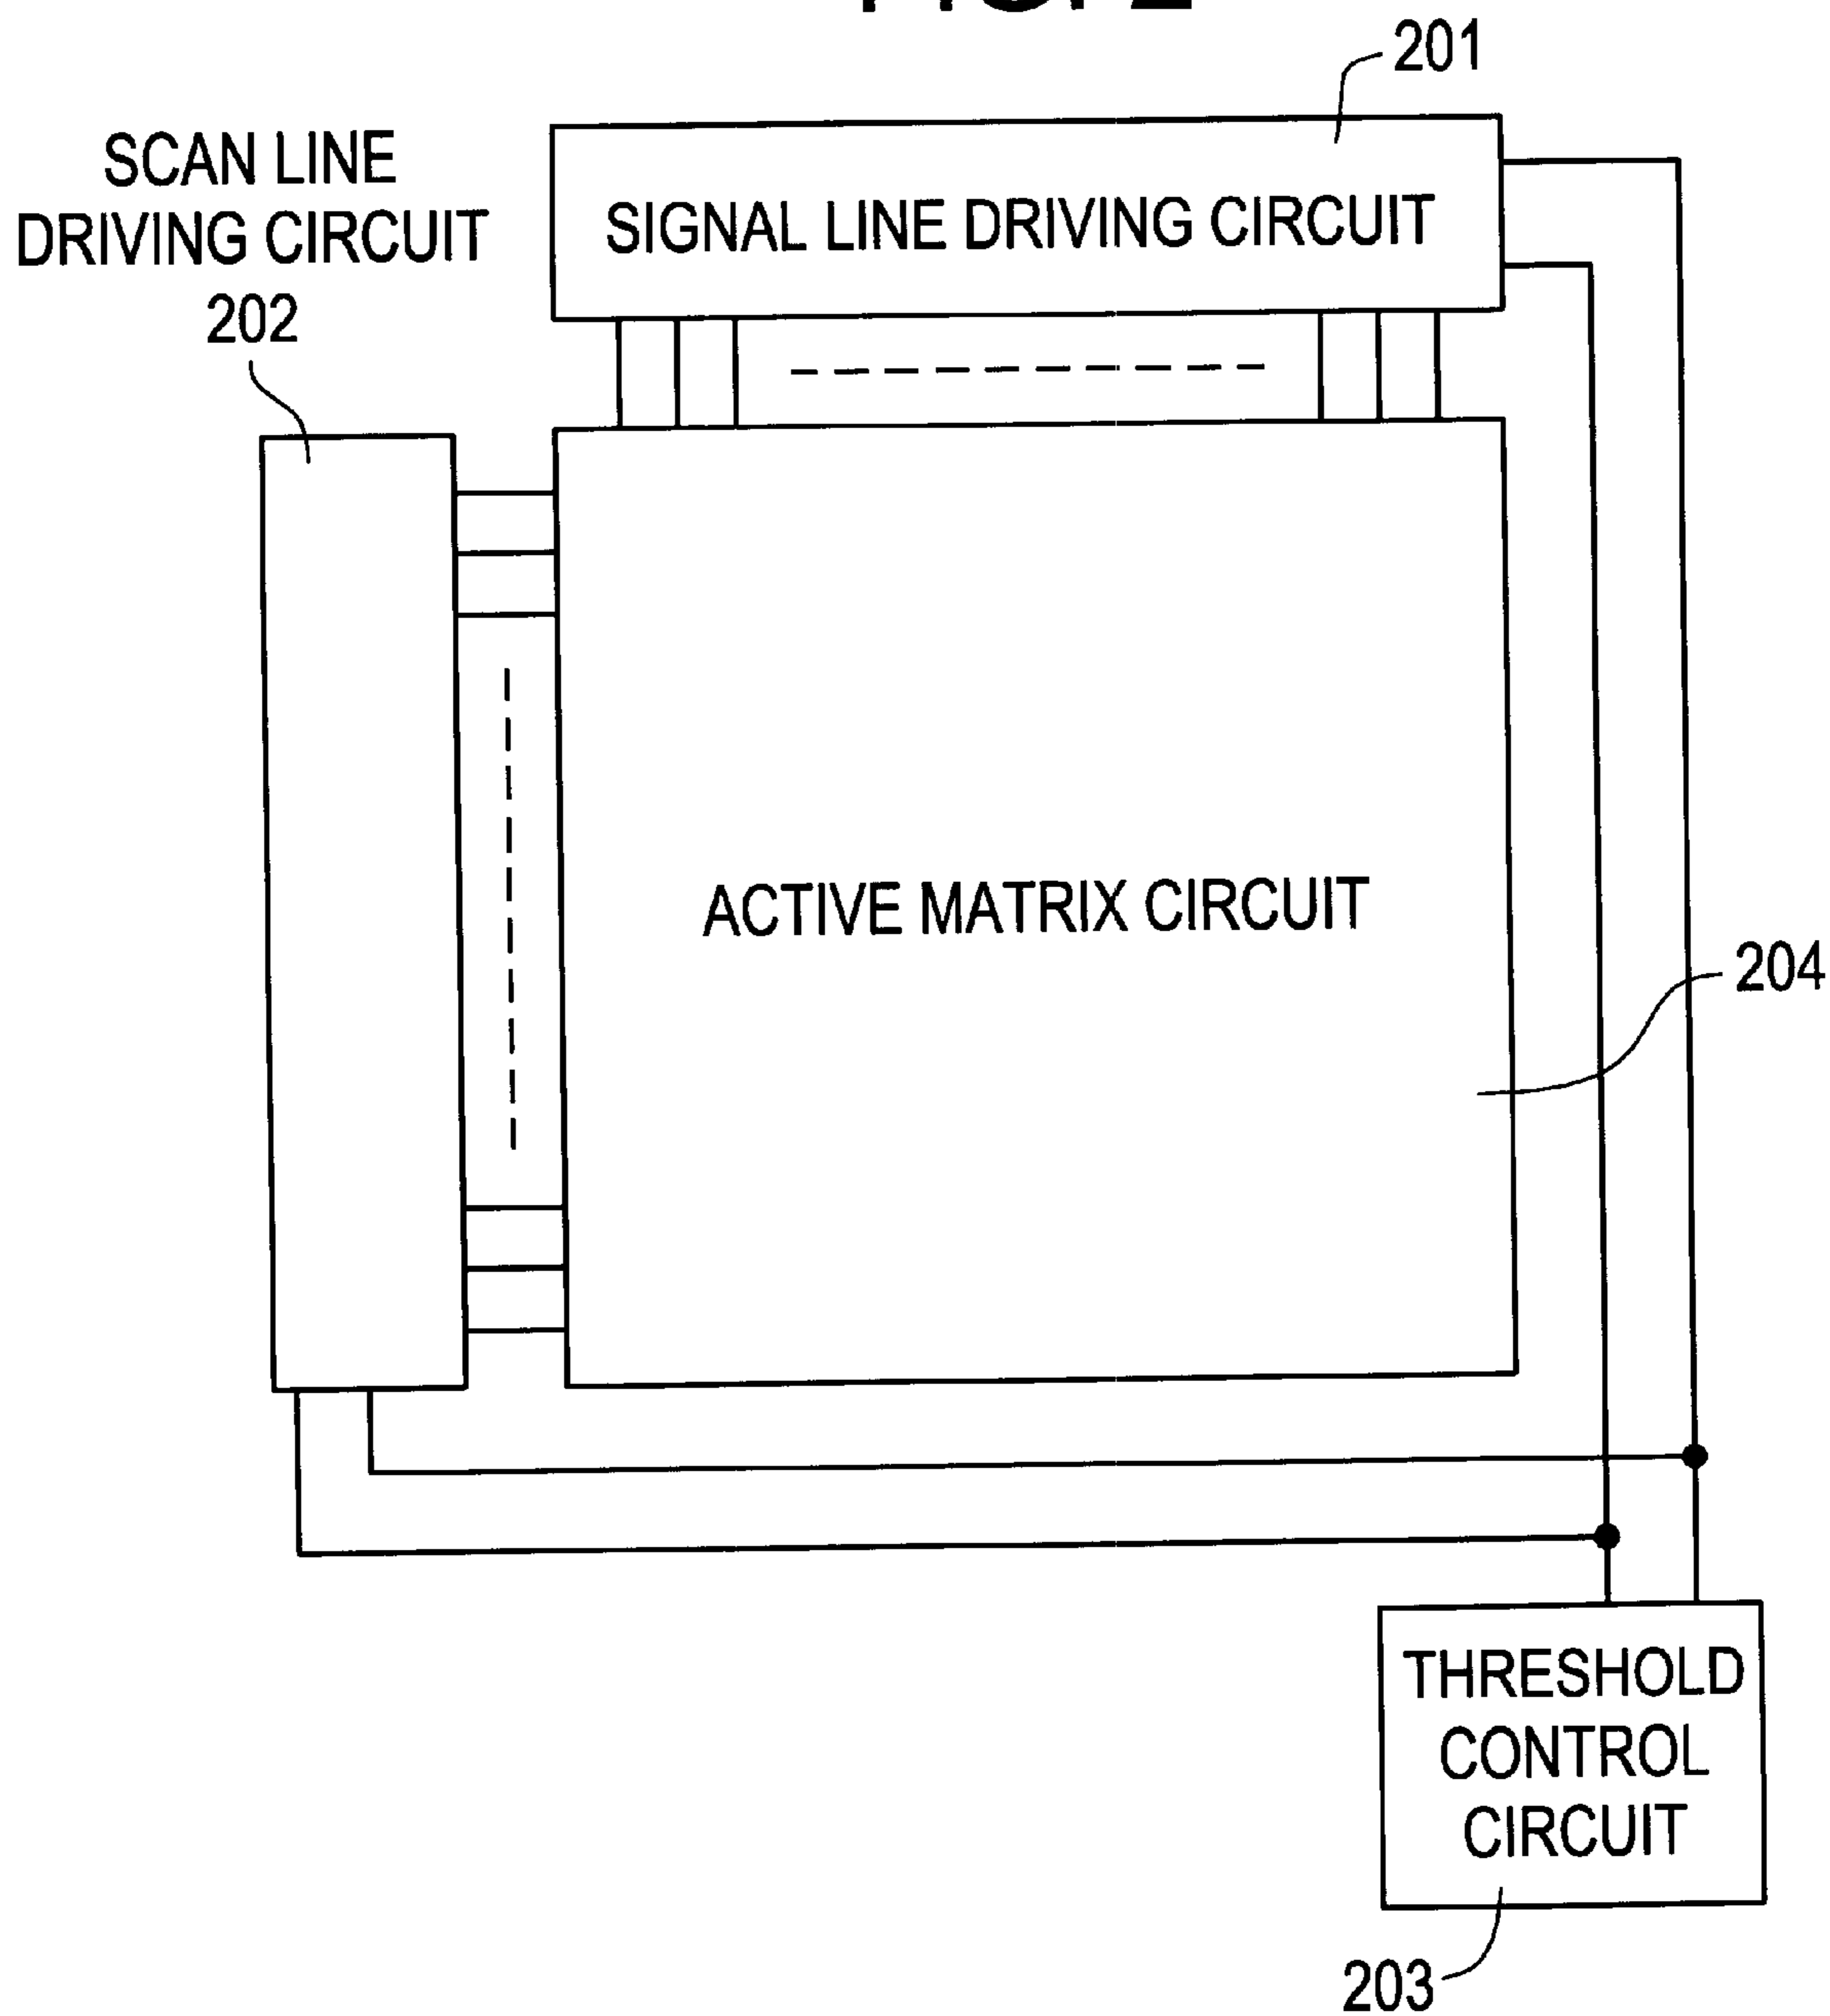 201
SCAN LINE
DRIVING CIRCUIT
202
SIGNAL LINE DRIVING CIRCUIT
ACTIVE MATRIX CIRCUIT
204
THRESHOLD
CONTROL
CIRCUIT
203